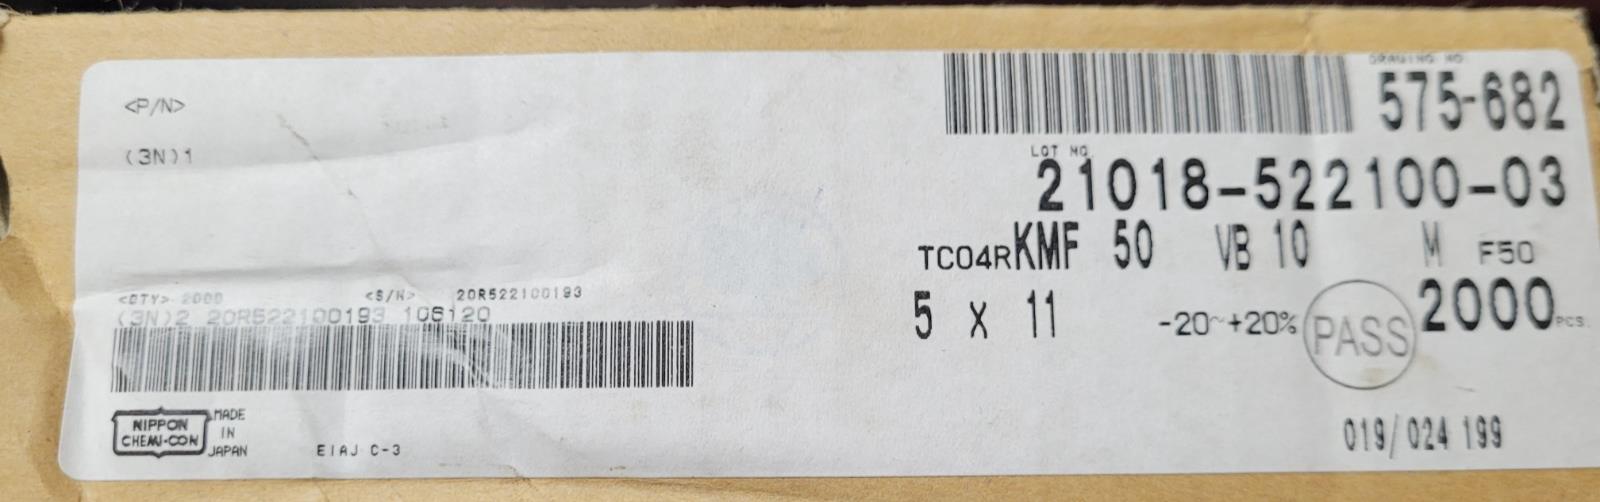 DRAWING NO.
<P/N>
575-682
(3N)1
LOT NO.
21018-522100-03
TC04R KMF 50 VB 10 M F50
<QTY> 2000 <S/N> 20R522100193
(3N)2 20R522100193 106120
5 x 11 -20~+20% PASS 2000 PCS.
NIPPON CHEMI-CON
MADE IN JAPAN
EIAJ C-3
019/024 199